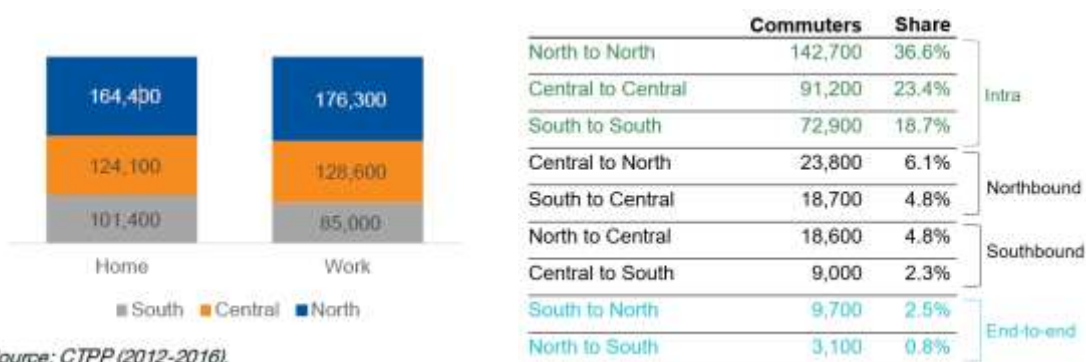 164,400
176,300
124,100
128,600
101,400
85,000
Home
Work
South
Central
North
CTPP (2012-2016).
Commuters Share
North to North 142,700 36.6%
Central to Central 91,200 23.4%
South to South 72,900 18.7%
Intra
Central to North 23,800 6.1%
South to Central 18,700 4.8%
Northbound
North to Central 18,600 4.8%
Central to South 9,000 2.3%
Southbound
South to North 9,700 2.5%
North to South 3,100 0.8%
End-to-end